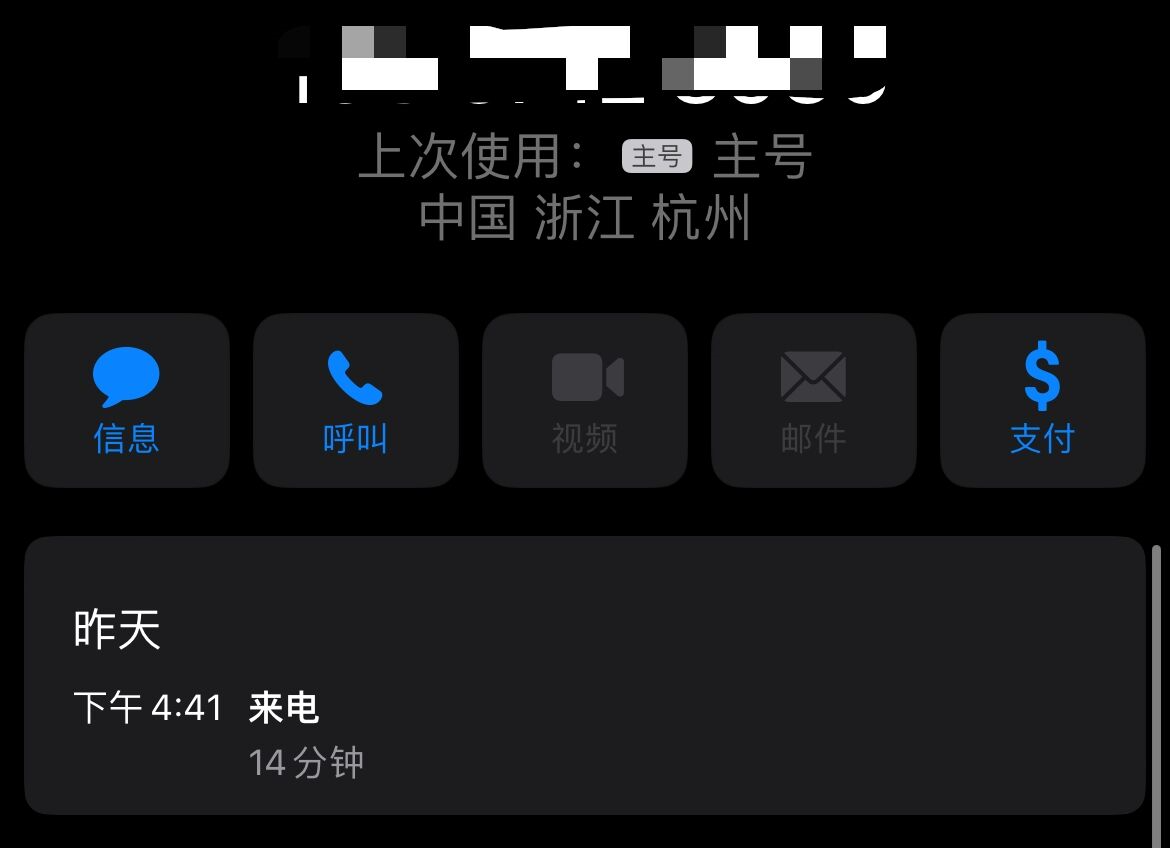 上次使用： 主号 主号
中国 浙江 杭州
信息 呼叫 视频 邮件 支付
昨天
下午 4:41 来电
14 分钟